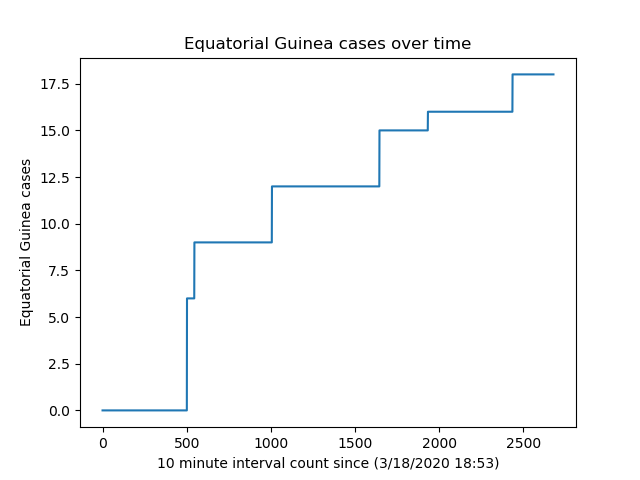 Equatorial Guinea cases over time
Equatorial Guinea cases
17.5
15.0
12.5
10.0
7.5
5.0
2.5
0.0
0 500 1000 1500 2000 2500
10 minute interval count since (3/18/2020 18:53)